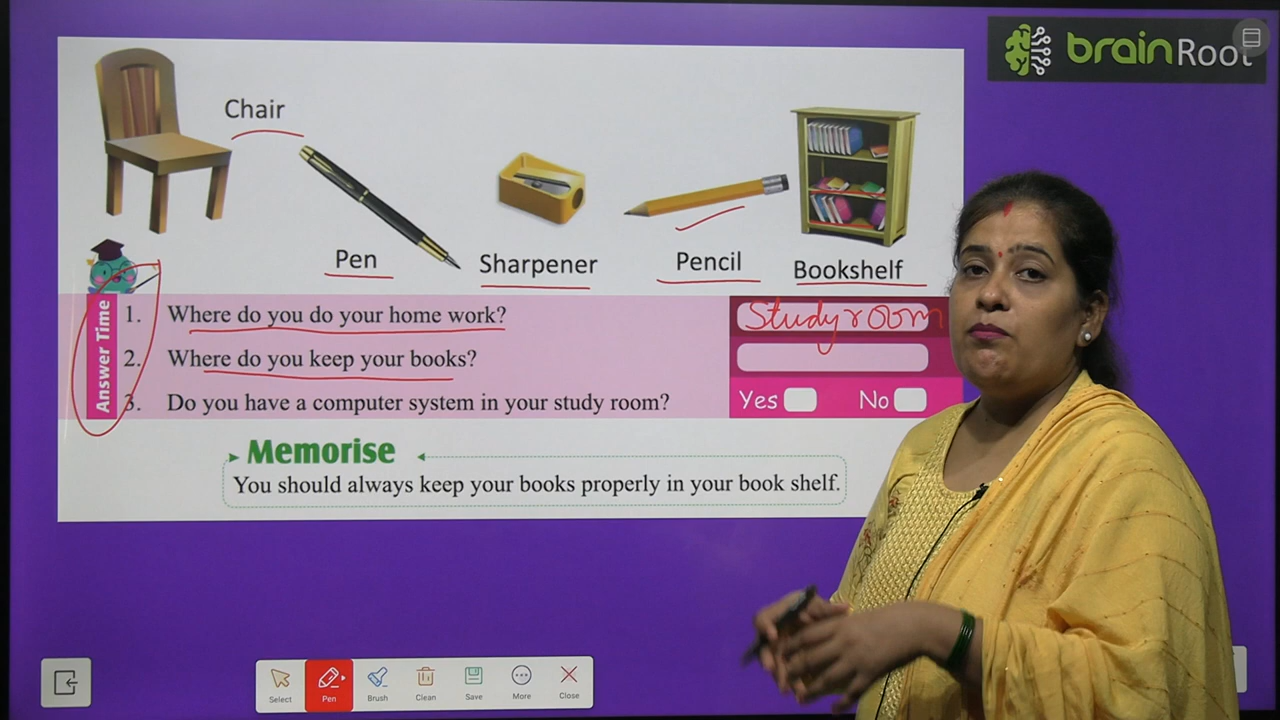 brainRoot
Chair
Pen
Sharpener
Pencil
Bookshelf
Answer Time
1. Where do you do your home work?
Study room
2. Where do you keep your books?
3. Do you have a computer system in your study room?
Yes
No
Memorise
You should always keep your books properly in your book shelf.
Select
Pen
Brush
Clean
Save
More
Close